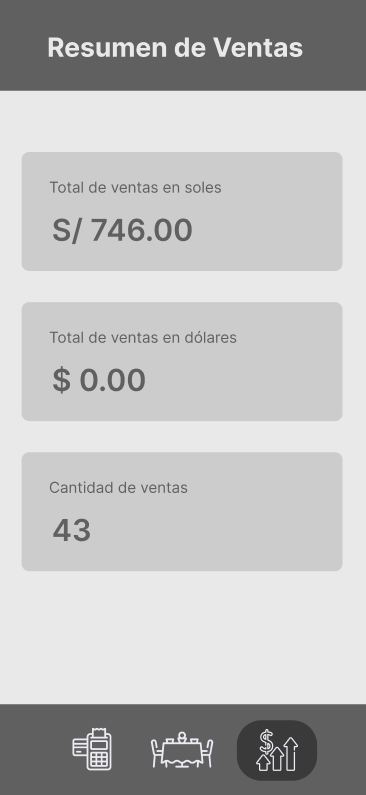 Resumen de Ventas
Total de ventas en soles
S/ 746.00
Total de ventas en dólares
$ 0.00
Cantidad de ventas
43